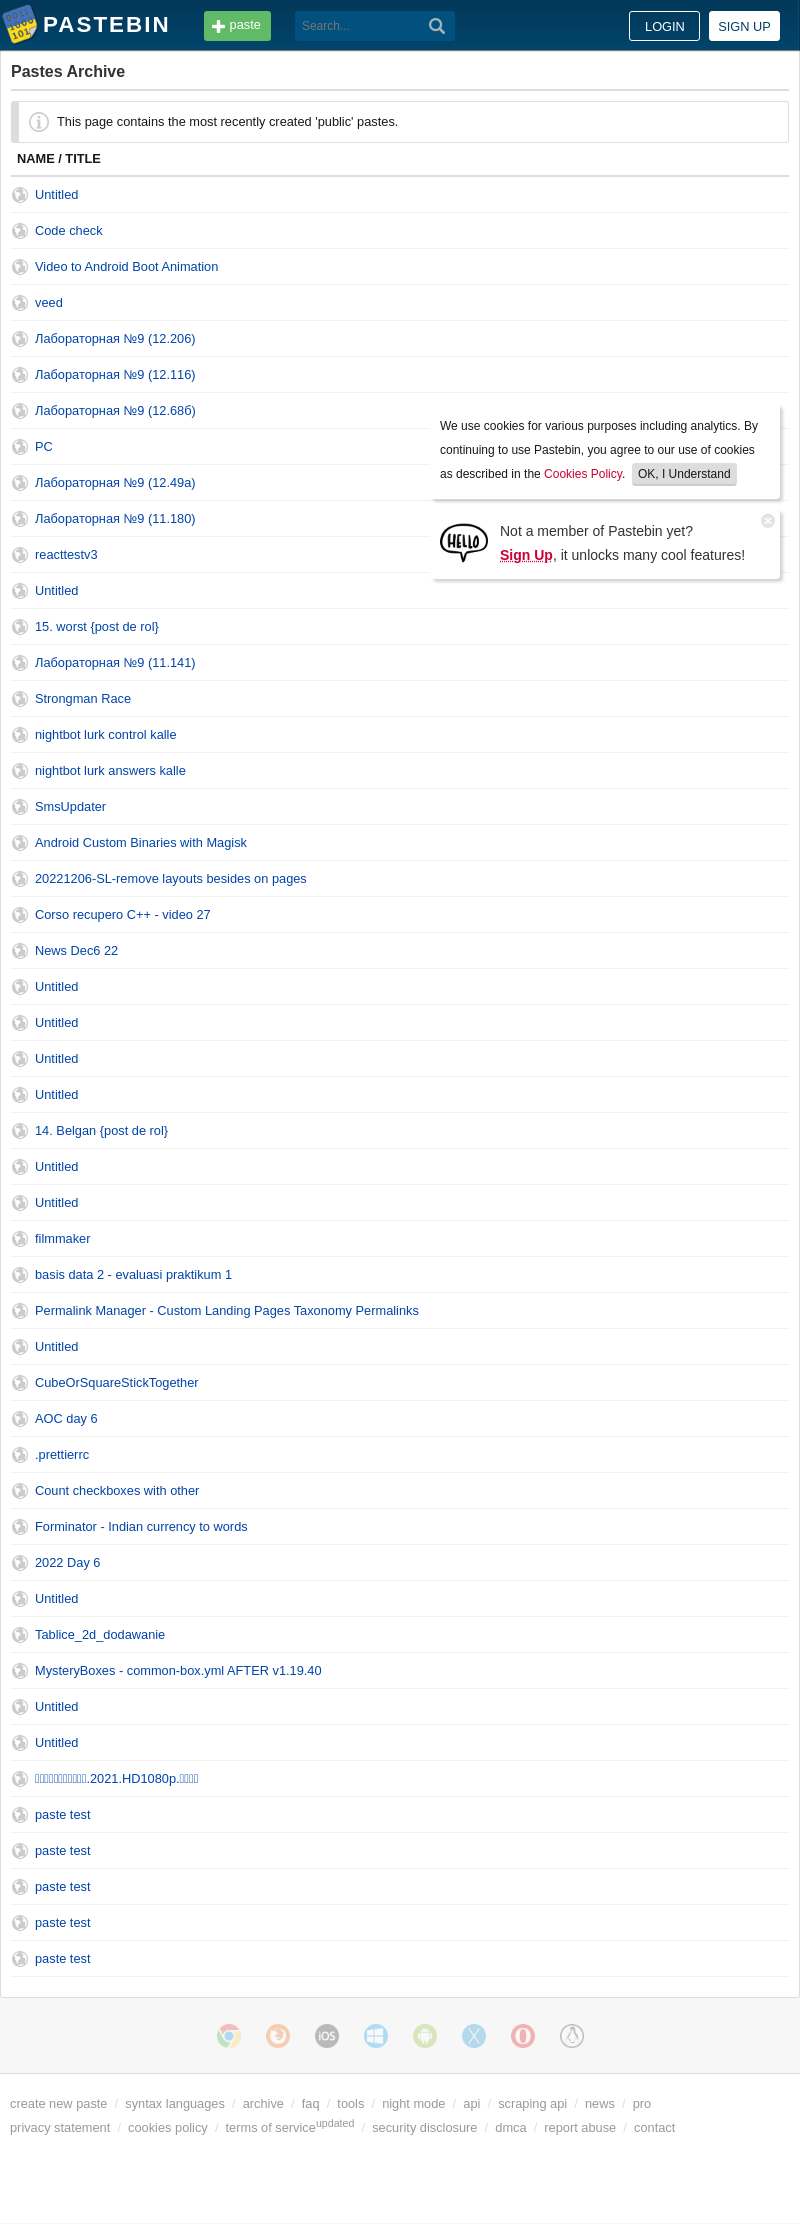 PASTEBIN
paste
Search...
LOGIN
SIGN UP
Pastes Archive
This page contains the most recently created 'public' pastes.
NAME / TITLE
Untitled
Code check
Video to Android Boot Animation
veed
Лабораторная №9 (12.206)
Лабораторная №9 (12.116)
Лабораторная №9 (12.68б)
PC
Лабораторная №9 (12.49а)
Лабораторная №9 (11.180)
reacttestv3
Untitled
15. worst {post de rol}
Лабораторная №9 (11.141)
Strongman Race
nightbot lurk control kalle
nightbot lurk answers kalle
SmsUpdater
Android Custom Binaries with Magisk
20221206-SL-remove layouts besides on pages
Corso recupero C++ - video 27
News Dec6 22
Untitled
Untitled
Untitled
Untitled
14. Belgan {post de rol}
Untitled
Untitled
filmmaker
basis data 2 - evaluasi praktikum 1
Permalink Manager - Custom Landing Pages Taxonomy Permalinks
Untitled
CubeOrSquareStickTogether
AOC day 6
.prettierrc
Count checkboxes with other
Forminator - Indian currency to words
2022 Day 6
Untitled
Tablice_2d_dodawanie
MysteryBoxes - common-box.yml AFTER v1.19.40
Untitled
Untitled
.2021.HD1080p.
paste test
paste test
paste test
paste test
paste test
We use cookies for various purposes including analytics. By
continuing to use Pastebin, you agree to our use of cookies
as described in the Cookies Policy. OK, I Understand
HELLO
Not a member of Pastebin yet?
Sign Up, it unlocks many cool features!
iOS
create new paste / syntax languages / archive / faq / tools / night mode / api / scraping api / news / pro
privacy statement / cookies policy / terms of serviceupdated / security disclosure / dmca / report abuse / contact